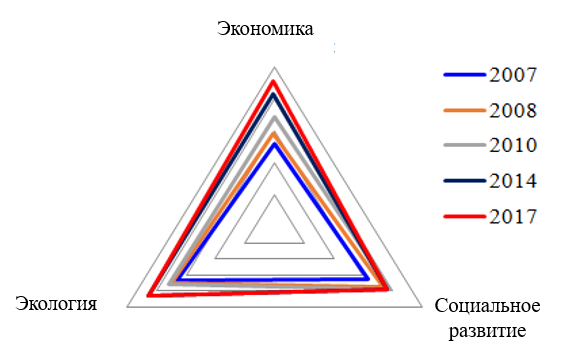 Экономика
2007
2008
2010
2014
2017
Экология
Социальное
развитие